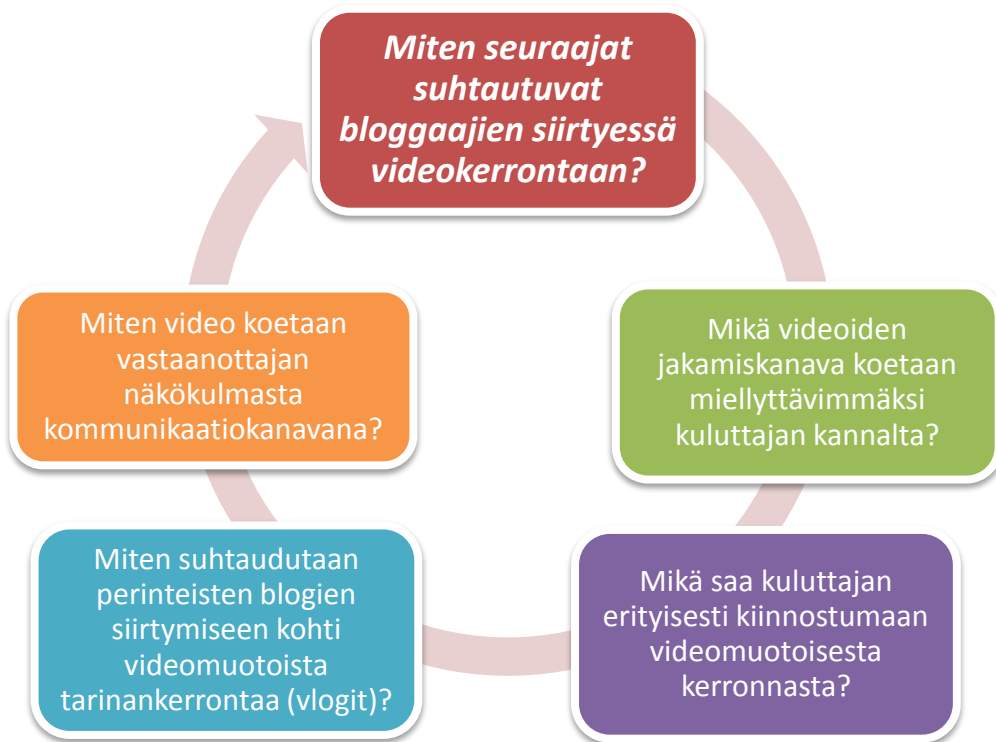 Miten seuraajat
suhtautuvat
bloggaajien siirtyessä
videokerrontaan?
Mikä videoiden
jakamiskanava koetaan
miellyttävimmäksi
kuluttajan kannalta?
Mikä saa kuluttajan
erityisesti kiinnostumaan
videomuotoisesta
kerronnasta?
Miten suhtaudutaan
perinteisten blogien
siirtymiseen kohti
videomuotoista
tarinankerrontaa (vlogit)?
Miten video koetaan
vastaanottajan
näkökulmasta
kommunikaatiokanavana?